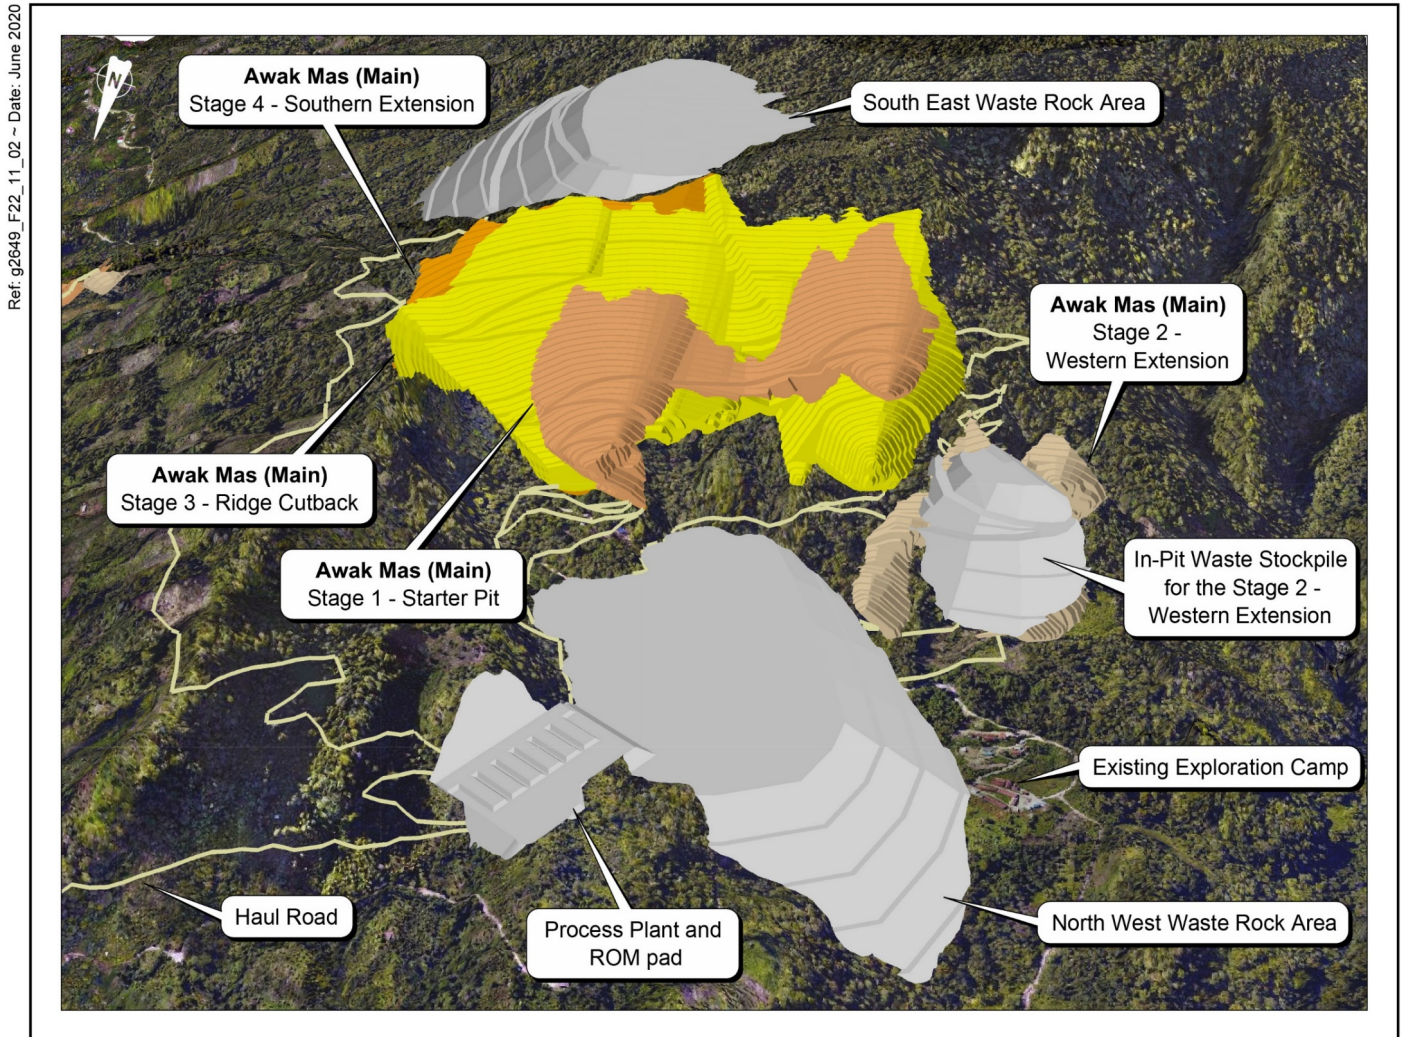 Ref: g2649_F22_11_02 ~ Date: June 2020
N
Awak Mas (Main)
Stage 4 - Southern Extension
South East Waste Rock Area
Awak Mas (Main)
Stage 2 -
Western Extension
Awak Mas (Main)
Stage 3 - Ridge Cutback
Awak Mas (Main)
Stage 1 - Starter Pit
In-Pit Waste Stockpile
for the Stage 2 -
Western Extension
Existing Exploration Camp
Haul Road
Process Plant and
ROM pad
North West Waste Rock Area